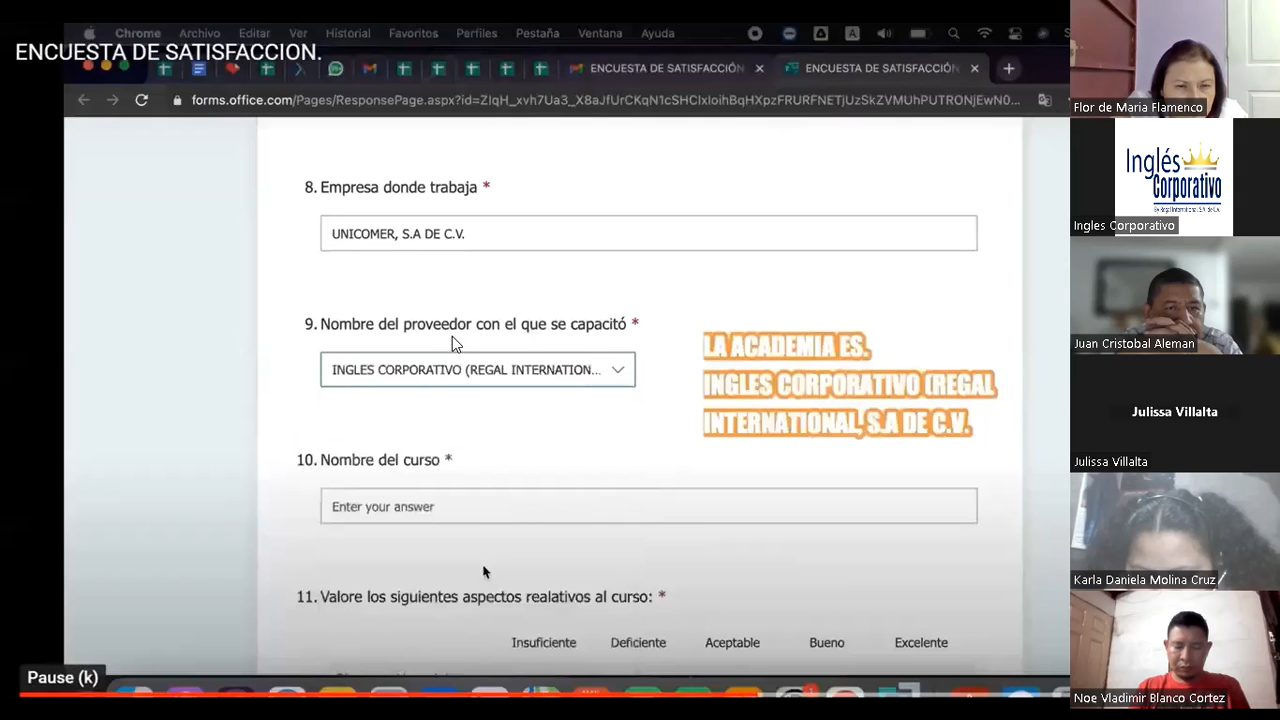 Chrome Archivo Editar Ver Historial Favoritos Perfiles Pestaña Ventana Ayuda
ENCUESTA DE SATISFACCION.
ENCUESTA DE SATISFACCIÓN
ENCUESTA DE SATISFACCIÓN
8. Empresa donde trabaja *
UNICOMER, S.A DE C.V.
9. Nombre del proveedor con el que se capacitó *
INGLES CORPORATIVO (REGAL INTERNATION...
LA ACADEMIA ES.
INGLES CORPORATIVO (REGAL
INTERNATIONAL, S.A DE C.V.
10. Nombre del curso *
Enter your answer
11. Valore los siguientes aspectos realativos al curso: *
Insuficiente Deficiente Aceptable Bueno Excelente
Pause (k)
Flor de Maria Flamenco
Inglés
Corporativo
Ingles Corporativo
Juan Cristobal Aleman
Julissa Villalta
Julissa Villalta
Karla Daniela Molina Cruz
Noe Vladimir Blanco Cortez